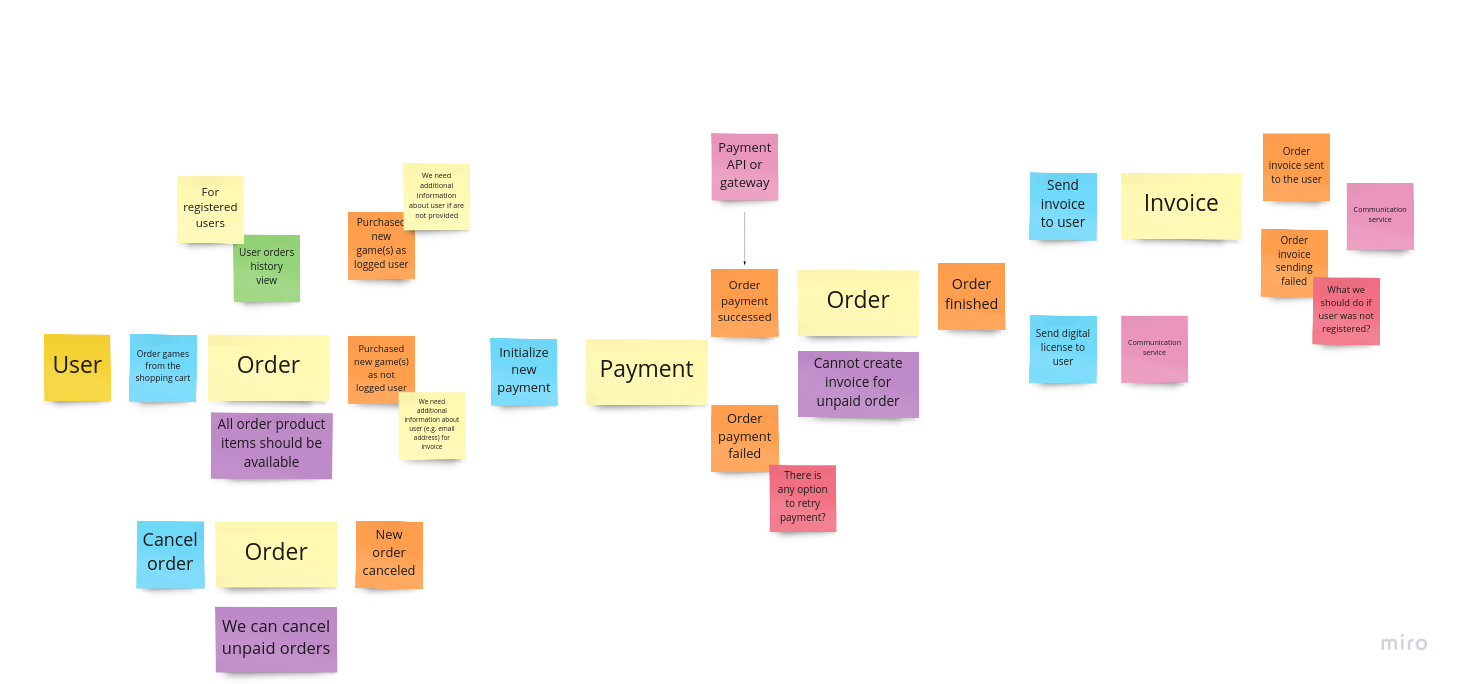 Payment
API or
gateway
Order
invoice sent
to the user
For
registered
users
We need
additional
information
about user if are
not provided
Send
invoice
to user
Invoice
Communication
service
Purchased
new
game(s) as
logged user
User orders
history
view
Order
invoice
sending
failed
What we
should do if
user was not
registered?
Order
payment
successed
Order
Order
finished
User
Order games
from the
shopping cart
Order
Purchased
new game(s)
as not
logged user
Initialize
new
payment
Payment
Cannot create
invoice for
unpaid order
Send digital
license to
user
Communication
service
All order product
items should be
available
We need
additional
information about
user (e.g. email
address) for
invoice
Order
payment
failed
There is
any option
to retry
payment?
Cancel
order
Order
New
order
canceled
We can cancel
unpaid orders
miro